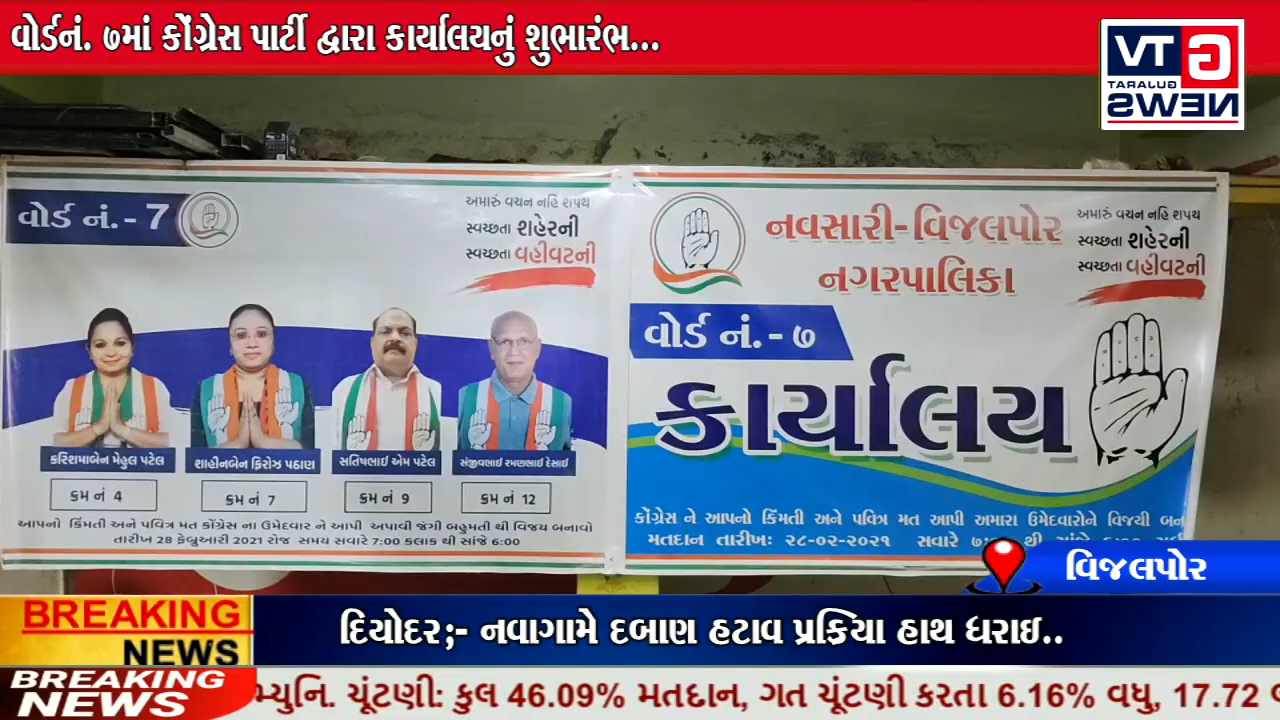 વોર્ડનં. ૭માં કોંગ્રેસ પાર્ટી દ્વારા કાર્યાલયનું શુભારંભ...
G TV
GUJARAT
NEWS
વોર્ડ નં. - 7
અમારું વચન નહિ શપથ
સ્વચ્છતા શહેરની
સ્વચ્છતા વહીવટની
કરિશમાબેન મેહુલ પટેલ
શાહીનબેન ફિરોઝ પઠાણ
સતિષભાઈ એમ પટેલ
સંજીવભાઈ રમણભાઈ દેસાઈ
ક્રમ નં 4
ક્રમ નં 7
ક્રમ નં 9
ક્રમ નં 12
આપનો કિંમતી અને પવિત્ર મત કોંગ્રેસ ના ઉમેદવાર ને આપી અપાવી જંગી બહુમતી થી વિજય બનાવો
તારીખ 28 ફેબ્રુઆરી 2021 રોજ સમય સવારે 7:00 કલાક થી સાંજે 6:00
નવસારી-વિજલપોર
નગરપાલિકા
અમારું વચન નહિ શપથ
સ્વચ્છતા શહેરની
સ્વચ્છતા વહીવટની
વોર્ડ નં. - ૭
કાર્યાલય
કોંગ્રેસ ને આપનો કિંમતી અને પવિત્ર મત આપી અમારા ઉમેદવારોને વિજયી
મતદાન તારીખ: ૨૮-૦૨-૨૦૨૧ સવારે
વિજલપોર
BREAKING
NEWS
દિયોદર;- નવાગામે દબાણ હટાવ પ્રક્રિયા હાથ ધરાઇ..
BREAKING
NEWS
મ્યુનિ. ચૂંટણી: કુલ 46.09% મતદાન, ગત ચૂંટણી કરતા 6.16% વધુ, 17.72